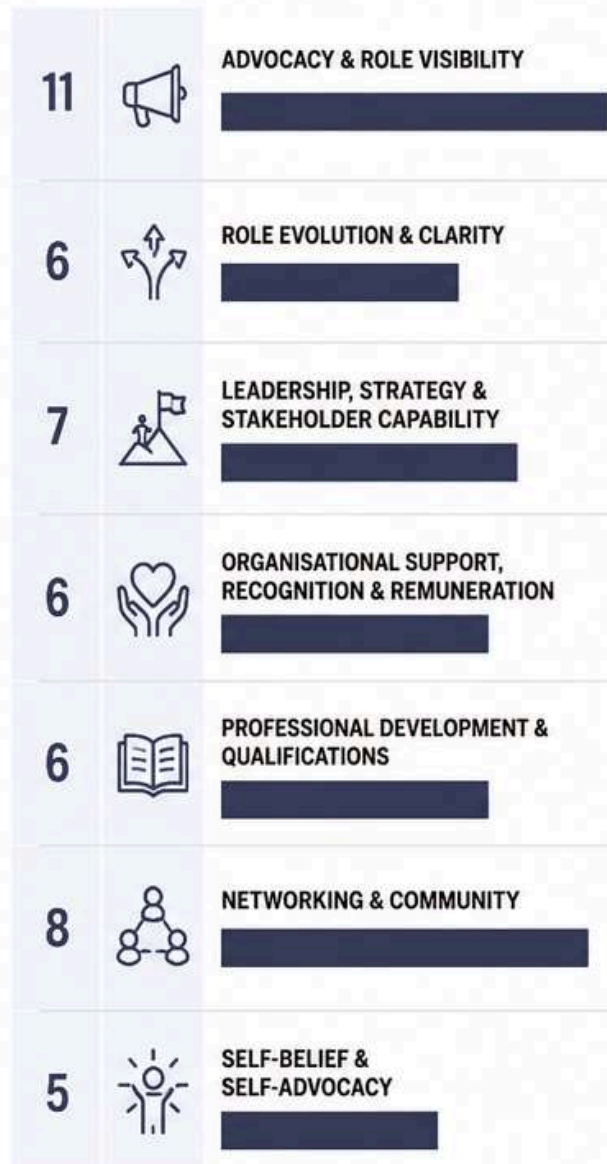 11
ADVOCACY & ROLE VISIBILITY
6
ROLE EVOLUTION & CLARITY
7
LEADERSHIP, STRATEGY &
STAKEHOLDER CAPABILITY
6
ORGANISATIONAL SUPPORT,
RECOGNITION & REMUNERATION
6
PROFESSIONAL DEVELOPMENT &
QUALIFICATIONS
8
NETWORKING & COMMUNITY
5
SELF-BELIEF &
SELF-ADVOCACY